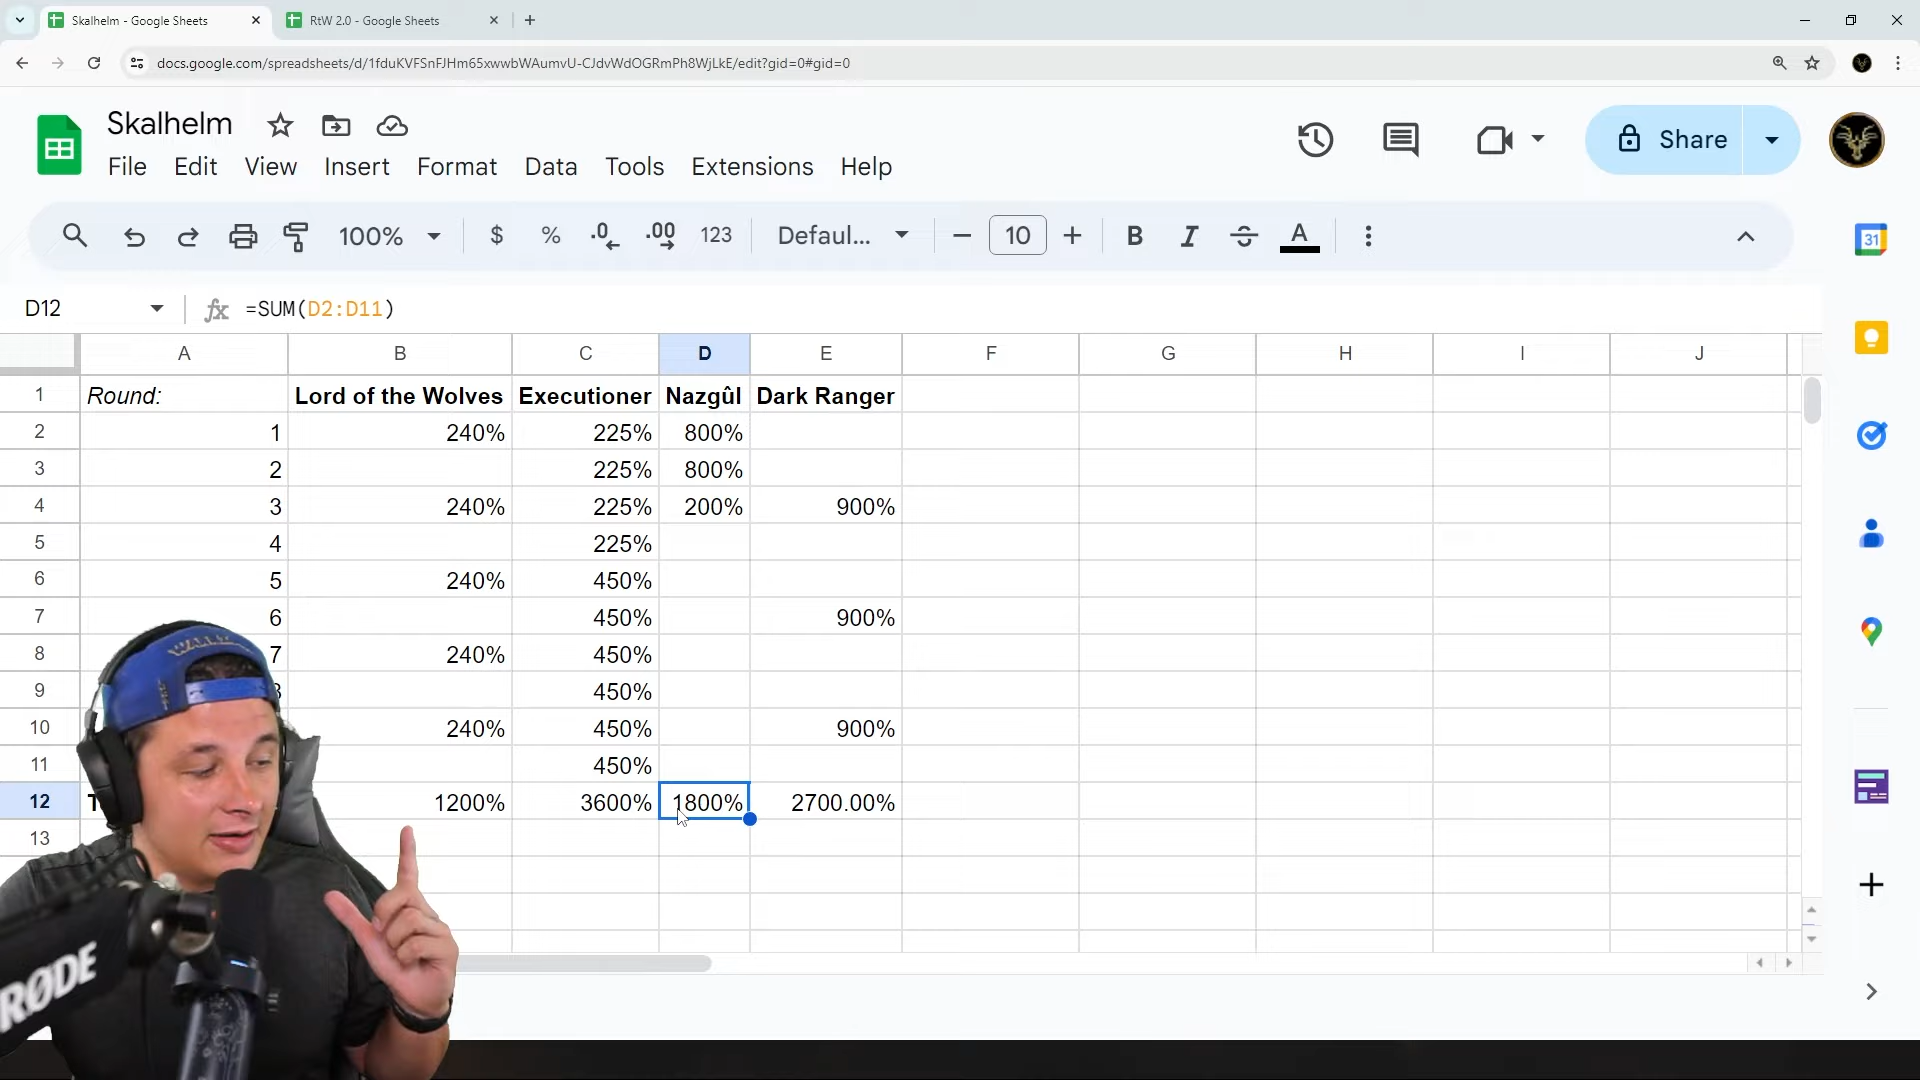 Skalhelm - Google Sheets
RtW 2.0 - Google Sheets
docs.google.com/spreadsheets/d/1fduKVFSnFJHm65xwwbWAumvU-CJdvWdOGRmPh8WjLkE/edit?gid=0#gid=0
Skalhelm
Share
File Edit View Insert Format Data Tools Extensions Help
100% $ % .0 .00 123 Defaul... 10 B I S A
31
D12 fx =SUM(D2:D11)
A B C D E F G H I J
1 Round: Lord of the Wolves Executioner Nazgûl Dark Ranger
2 1 240% 225% 800%
3 2 225% 800%
4 3 240% 225% 200% 900%
5 4 225%
6 5 240% 450%
7 6 450% 900%
8 7 240% 450%
9 8 450%
10 240% 450% 900%
11 450%
12 1200% 3600% 1800% 2700.00%
13
RØDE